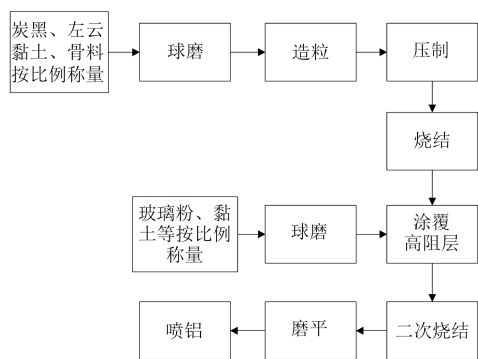 炭黑、左云
黏土、骨料
按比例称量
球磨
造粒
压制
烧结
玻璃粉、黏
土等按比例
称量
球磨
涂覆
高阻层
二次烧结
磨平
喷铝